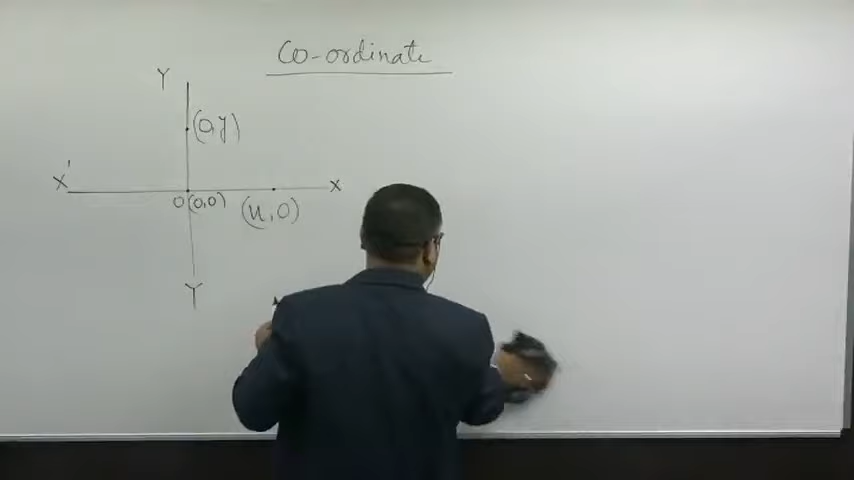 Co-ordinate
Y
(0,y)
X'
X
O(0,0)
(x,0)
Y